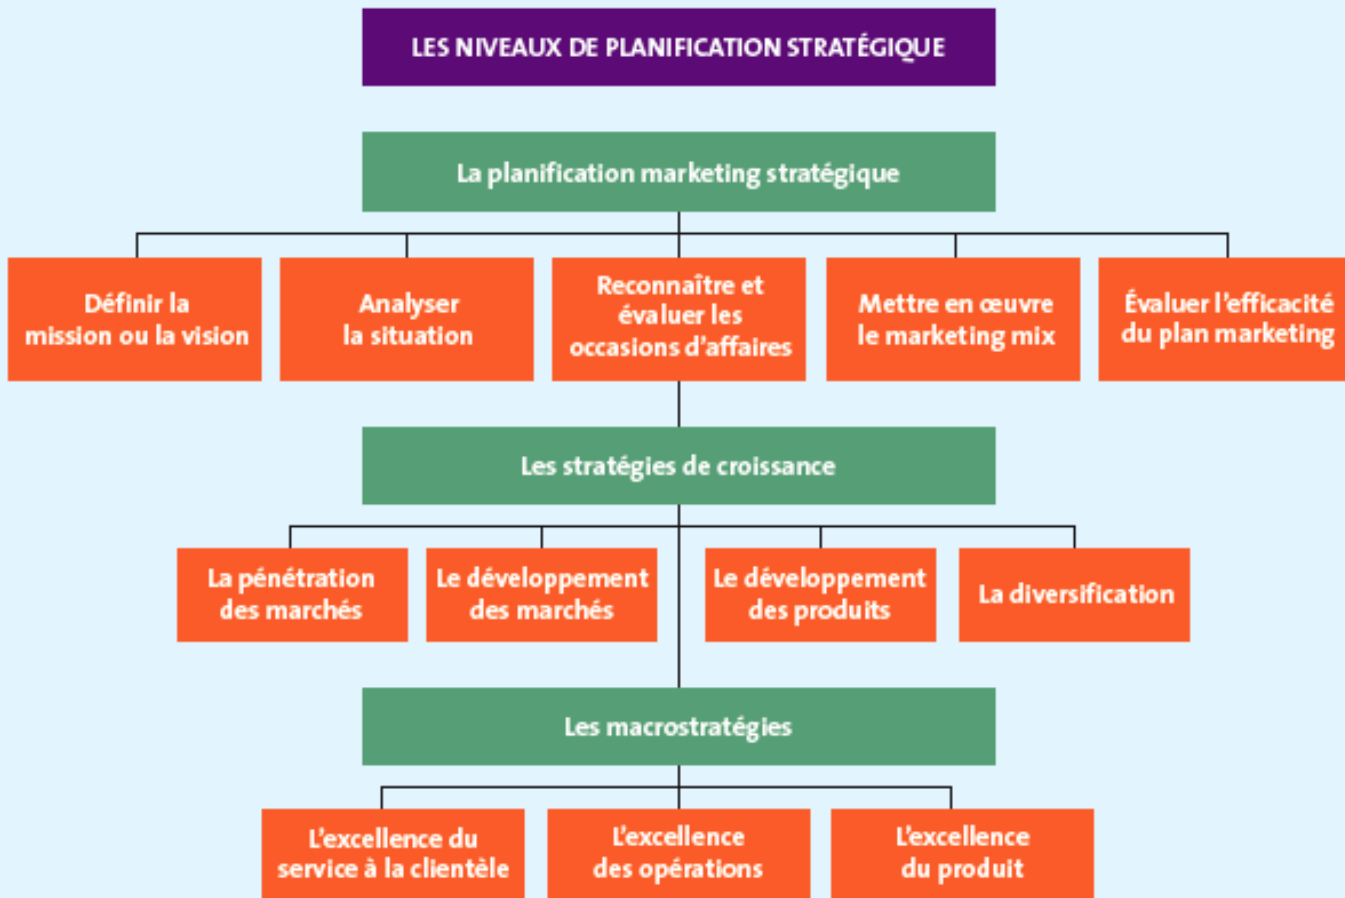 LES NIVEAUX DE PLANIFICATION STRATÉGIQUE
La planification marketing stratégique
Définir la
mission ou la vision
Analyser
la situation
Reconnaître et
évaluer les
occasions d’affaires
Mettre en œuvre
le marketing mix
Évaluer l’efficacité
du plan marketing
Les stratégies de croissance
La pénétration
des marchés
Le développement
des marchés
Le développement
des produits
La diversification
Les macrostratégies
L’excellence du
service à la clientèle
L’excellence
des opérations
L’excellence
du produit